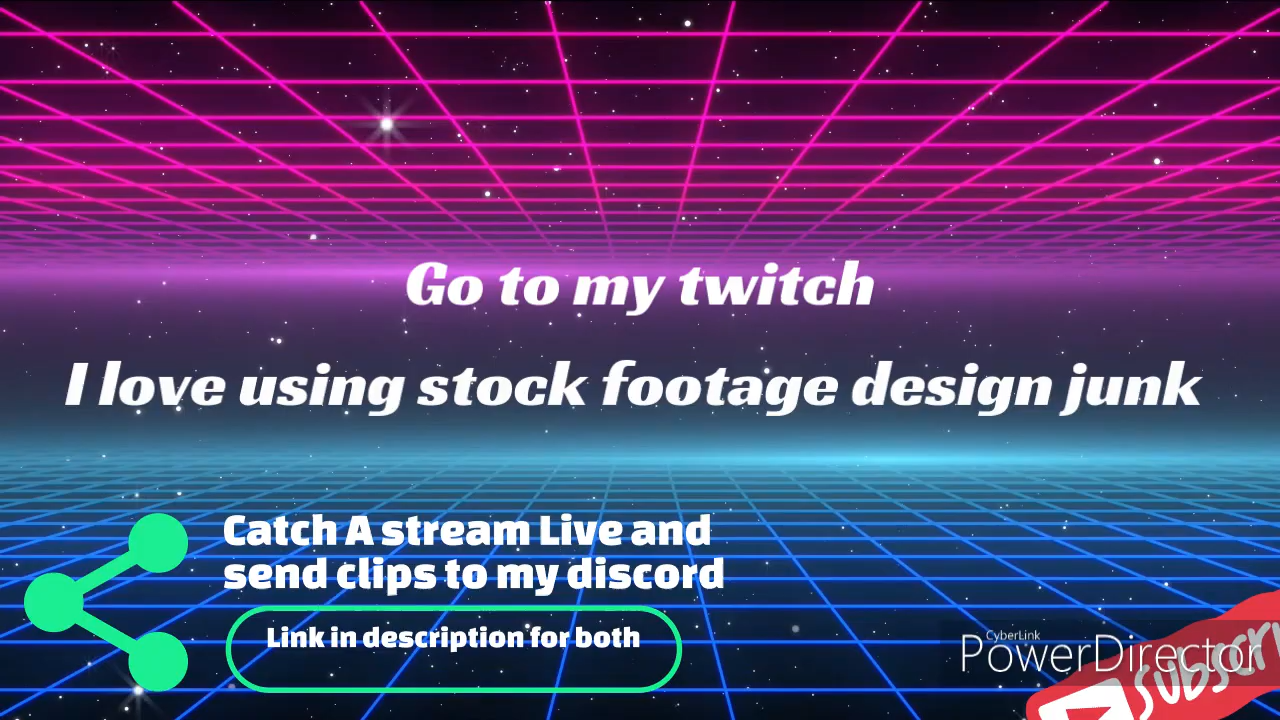 Go to my twitch
I love using stock footage design junk
Catch A stream Live and
send clips to my discord
Link in description for both
CyberLink
PowerDirector